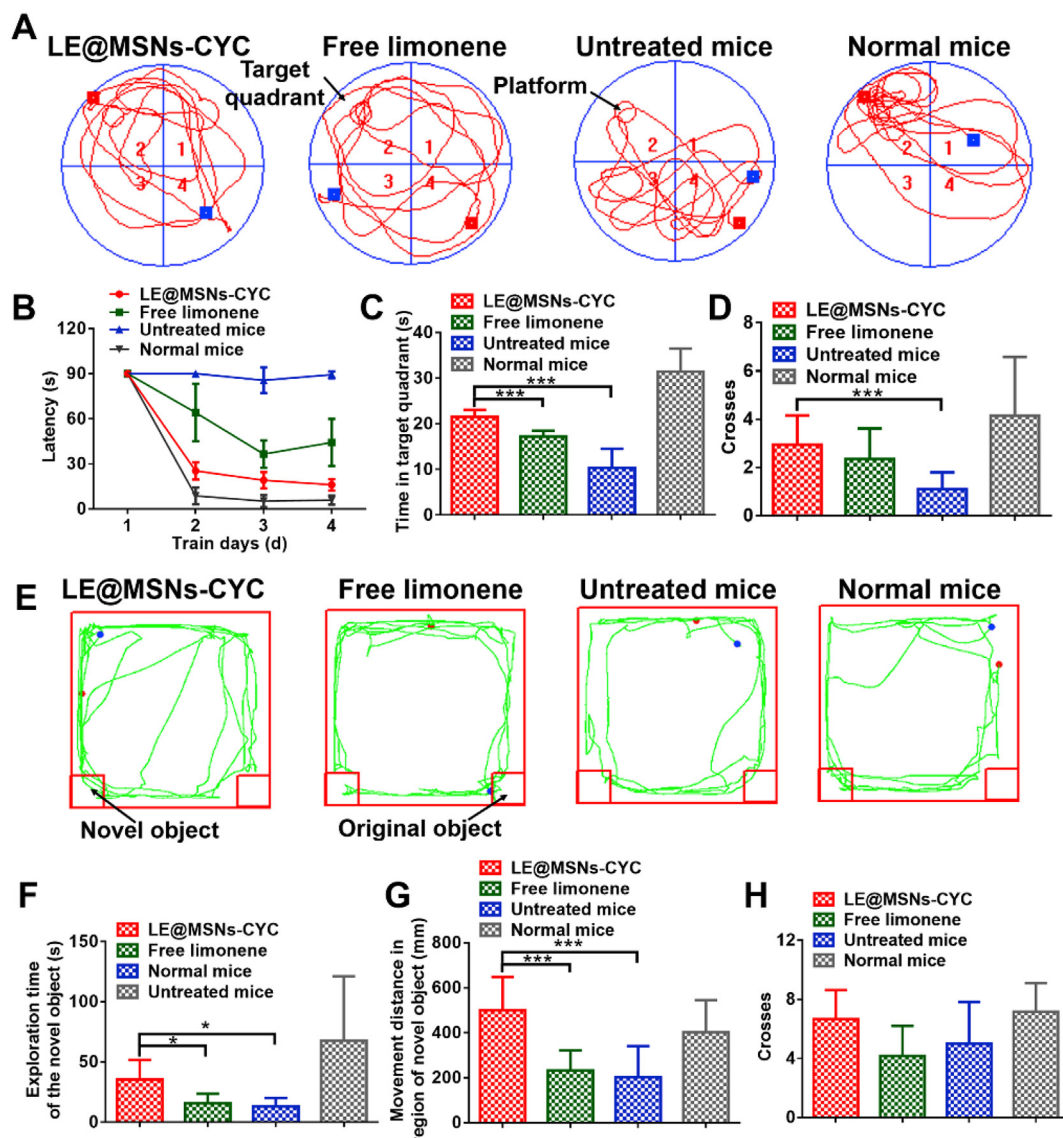 A
LE@MSNs-CYC
Free limonene
Untreated mice
Normal mice
Target
quadrant
Platform
2 1
3 4
2 1
3 4
2 1
3 4
2 1
3 4
B
LE@MSNs-CYC
Free limonene
Untreated mice
Normal mice
Latency (s)
120
90
60
30
0
1 2 3 4
Train days (d)
C
LE@MSNs-CYC
Free limonene
Untreated mice
Normal mice
Time in target quadrant (s)
40
30
20
10
0
***
***
D
LE@MSNs-CYC
Free limonene
Untreated mice
Normal mice
Crosses
8
6
4
2
0
***
E
LE@MSNs-CYC
Free limonene
Untreated mice
Normal mice
Novel object
Original object
F
LE@MSNs-CYC
Free limonene
Normal mice
Untreated mice
Exploration time
of the novel object (s)
150
100
50
0
*
*
G
LE@MSNs-CYC
Free limonene
Untreated mice
Normal mice
Movement distance in
region of novel object (mm)
800
600
400
200
0
***
***
H
LE@MSNs-CYC
Free limonene
Untreated mice
Normal mice
Crosses
12
8
4
0